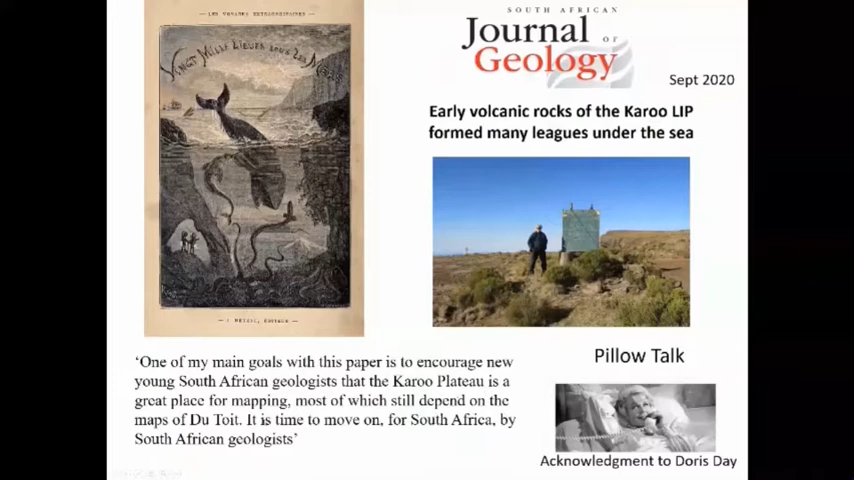 — LES VOYAGES EXTRAORDINAIRES —
VINGT MILLE LIEUES SOUS LES MERS
— J. HETZEL, ÉDITEUR —
SOUTH AFRICAN
Journal OF
Geology
Sept 2020
Early volcanic rocks of the Karoo LIP
formed many leagues under the sea
‘One of my main goals with this paper is to encourage new
young South African geologists that the Karoo Plateau is a
great place for mapping, most of which still depend on the
maps of Du Toit. It is time to move on, for South Africa, by
South African geologists’
Pillow Talk
Acknowledgment to Doris Day